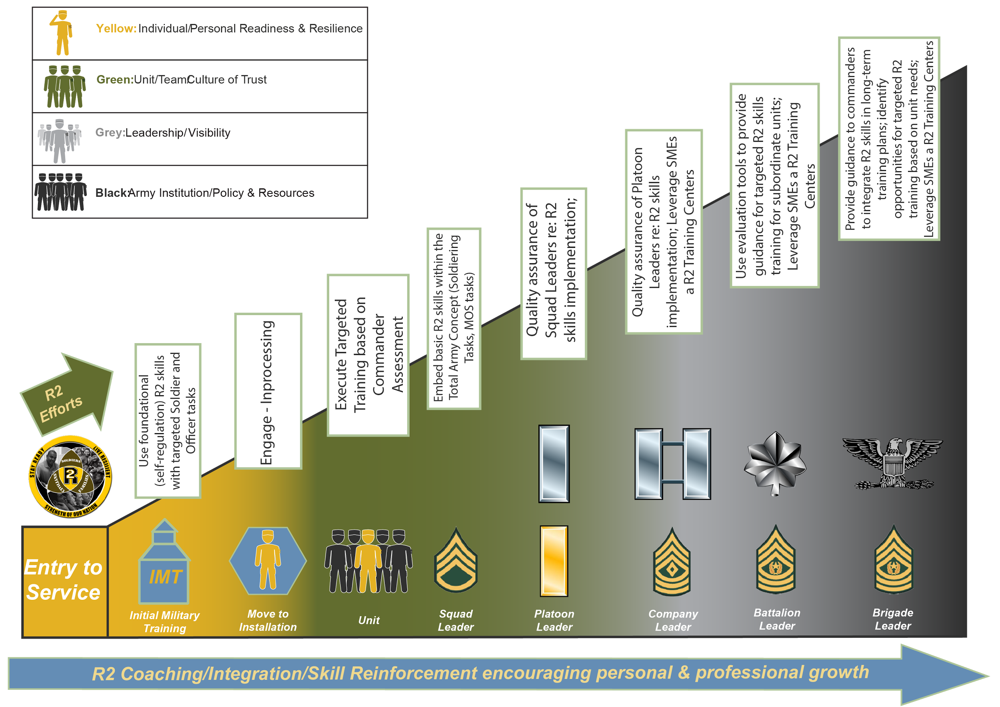 Yellow: Individual/Personal Readiness & Resilience
Green: Unit/Team/Culture of Trust
Grey: Leadership/Visibility
Black: Army Institution/Policy & Resources
R2
Efforts
STAY READY
LIVE RESILIENT
STRENGTH OF OUR NATION
SOLDIERS
CIVILIANS
FAMILIES
R2
Use foundational
(self-regulation) R2 skills
with targeted Soldier and
Officer tasks
Engage - Inprocessing
Execute Targeted
Training based on
Commander
Assessment
Embed basic R2 skills within the
Total Army Concept (Soldiering
Tasks, MOS tasks)
Quality assurance of
Squad Leaders re: R2
skills implementation;
Quality assurance of Platoon
Leaders re: R2 skills
implementation; Leverage SMEs
a R2 Training Centers
Use evaluation tools to provide
guidance for targeted R2 skills
training for subordinate units;
Leverage SMEs a R2 Training
Centers
Provide guidance to commanders
to integrate R2 skills in long-term
training plans; identify
opportunities for targeted R2
training based on unit needs;
Leverage SMEs a R2 Training Centers
Entry to
Service
IMT
Initial Military
Training
Move to
Installation
Unit
Squad
Leader
Platoon
Leader
Company
Leader
Battalion
Leader
Brigade
Leader
R2 Coaching/Integration/Skill Reinforcement encouraging personal & professional growth